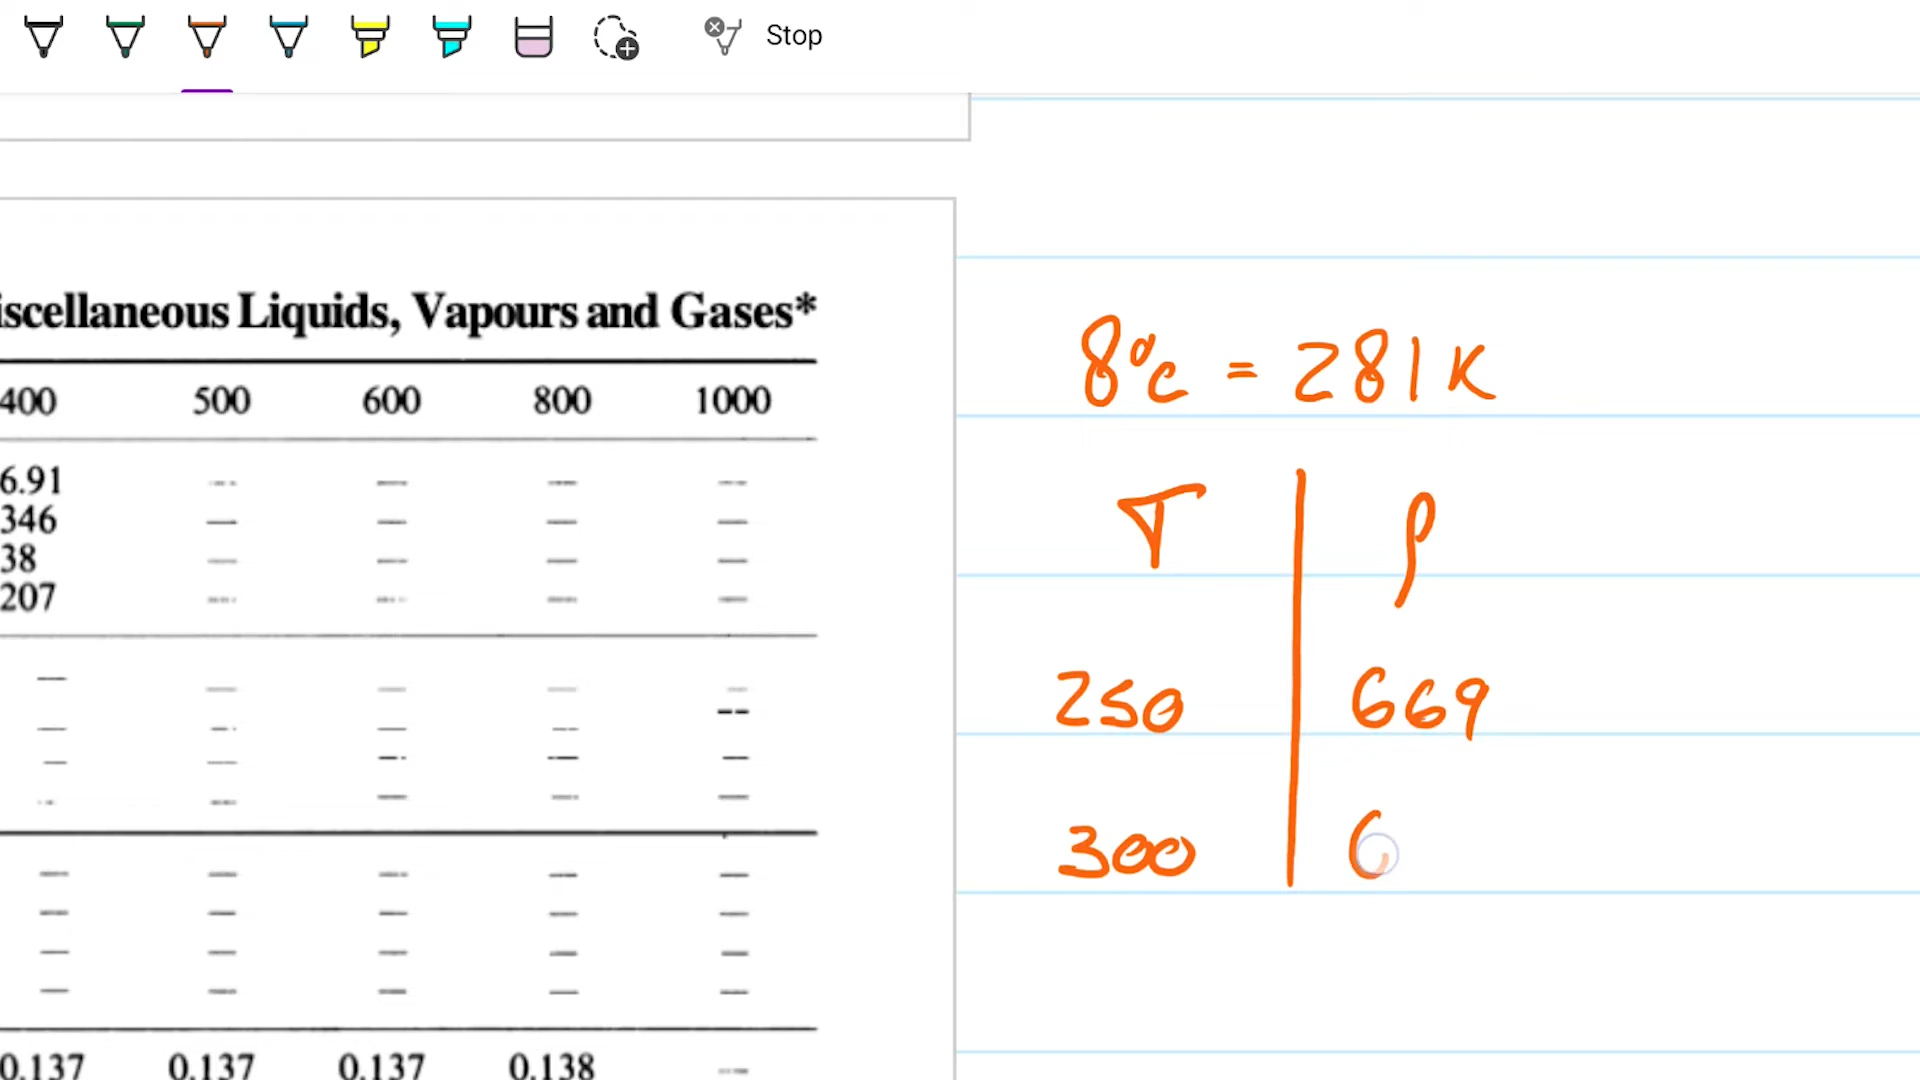 Stop
iscellaneous Liquids, Vapours and Gases*
400 500 600 800 1000
6.91 --- — — —
346 — — — —
38 — — — —
207 --- --- — —
— — — — —
--
— --- — --
— — --- — —
--- --- — --- —
— — — — —
— — — — —
— — — — —
— — — — —
0.137 0.137 0.137 0.138 ---
8°C = 281K
T ρ
250 669
300 6